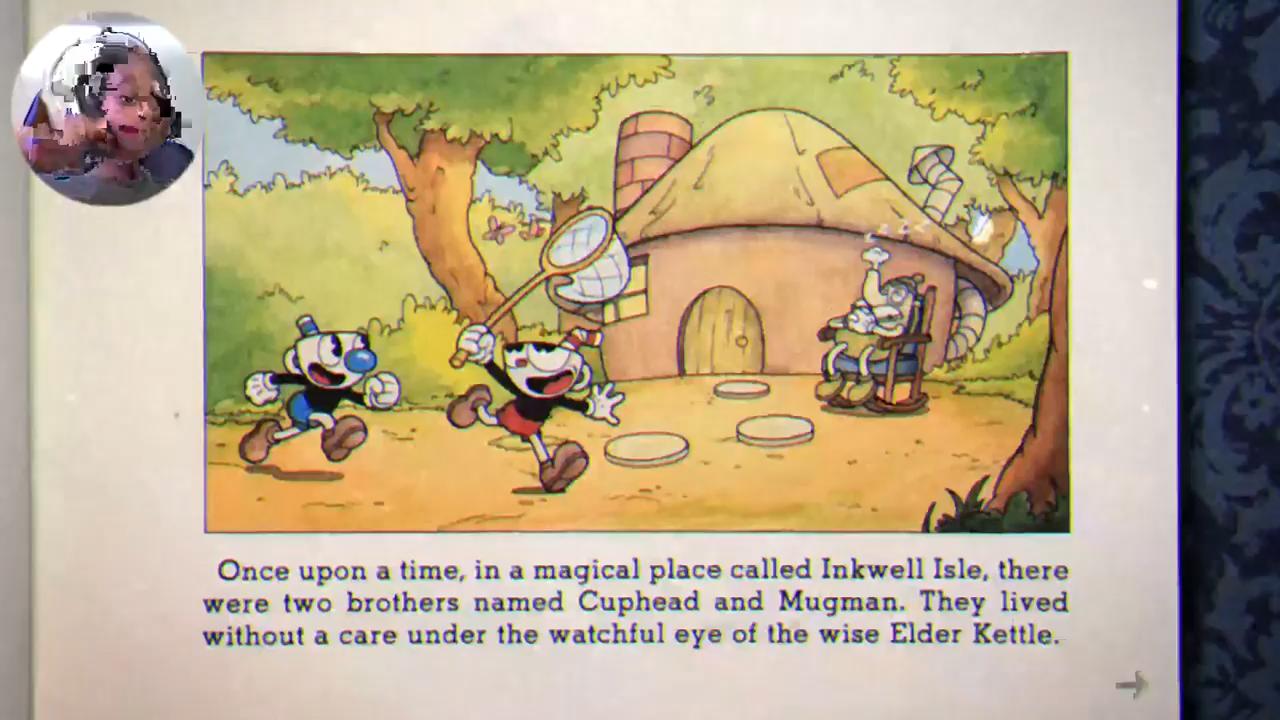 Once upon a time, in a magical place called Inkwell Isle, there
were two brothers named Cuphead and Mugman. They lived
without a care under the watchful eye of the wise Elder Kettle.